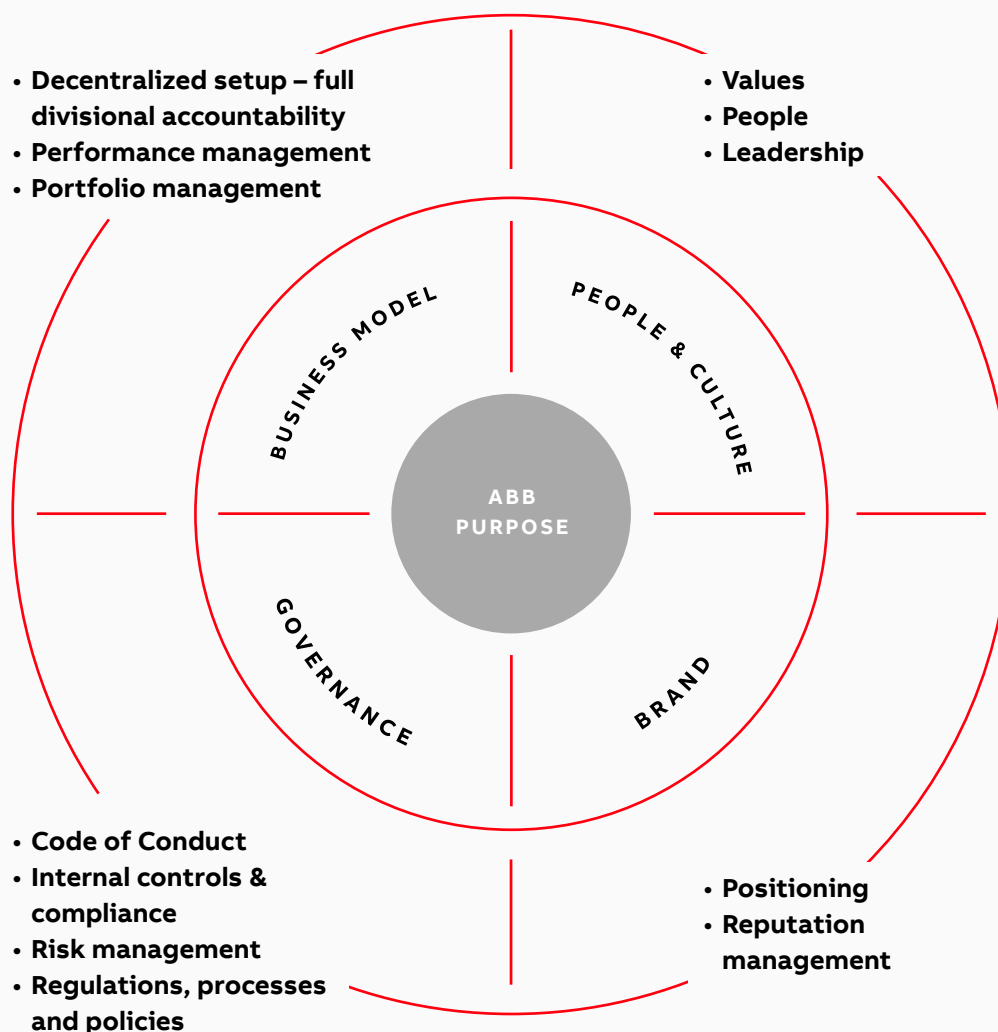 • Decentralized setup – full
divisional accountability
• Performance management
• Portfolio management
• Values
• People
• Leadership
BUSINESS MODEL
PEOPLE & CULTURE
ABB
PURPOSE
GOVERNANCE
BRAND
• Code of Conduct
• Internal controls &
compliance
• Risk management
• Regulations, processes
and policies
• Positioning
• Reputation
management